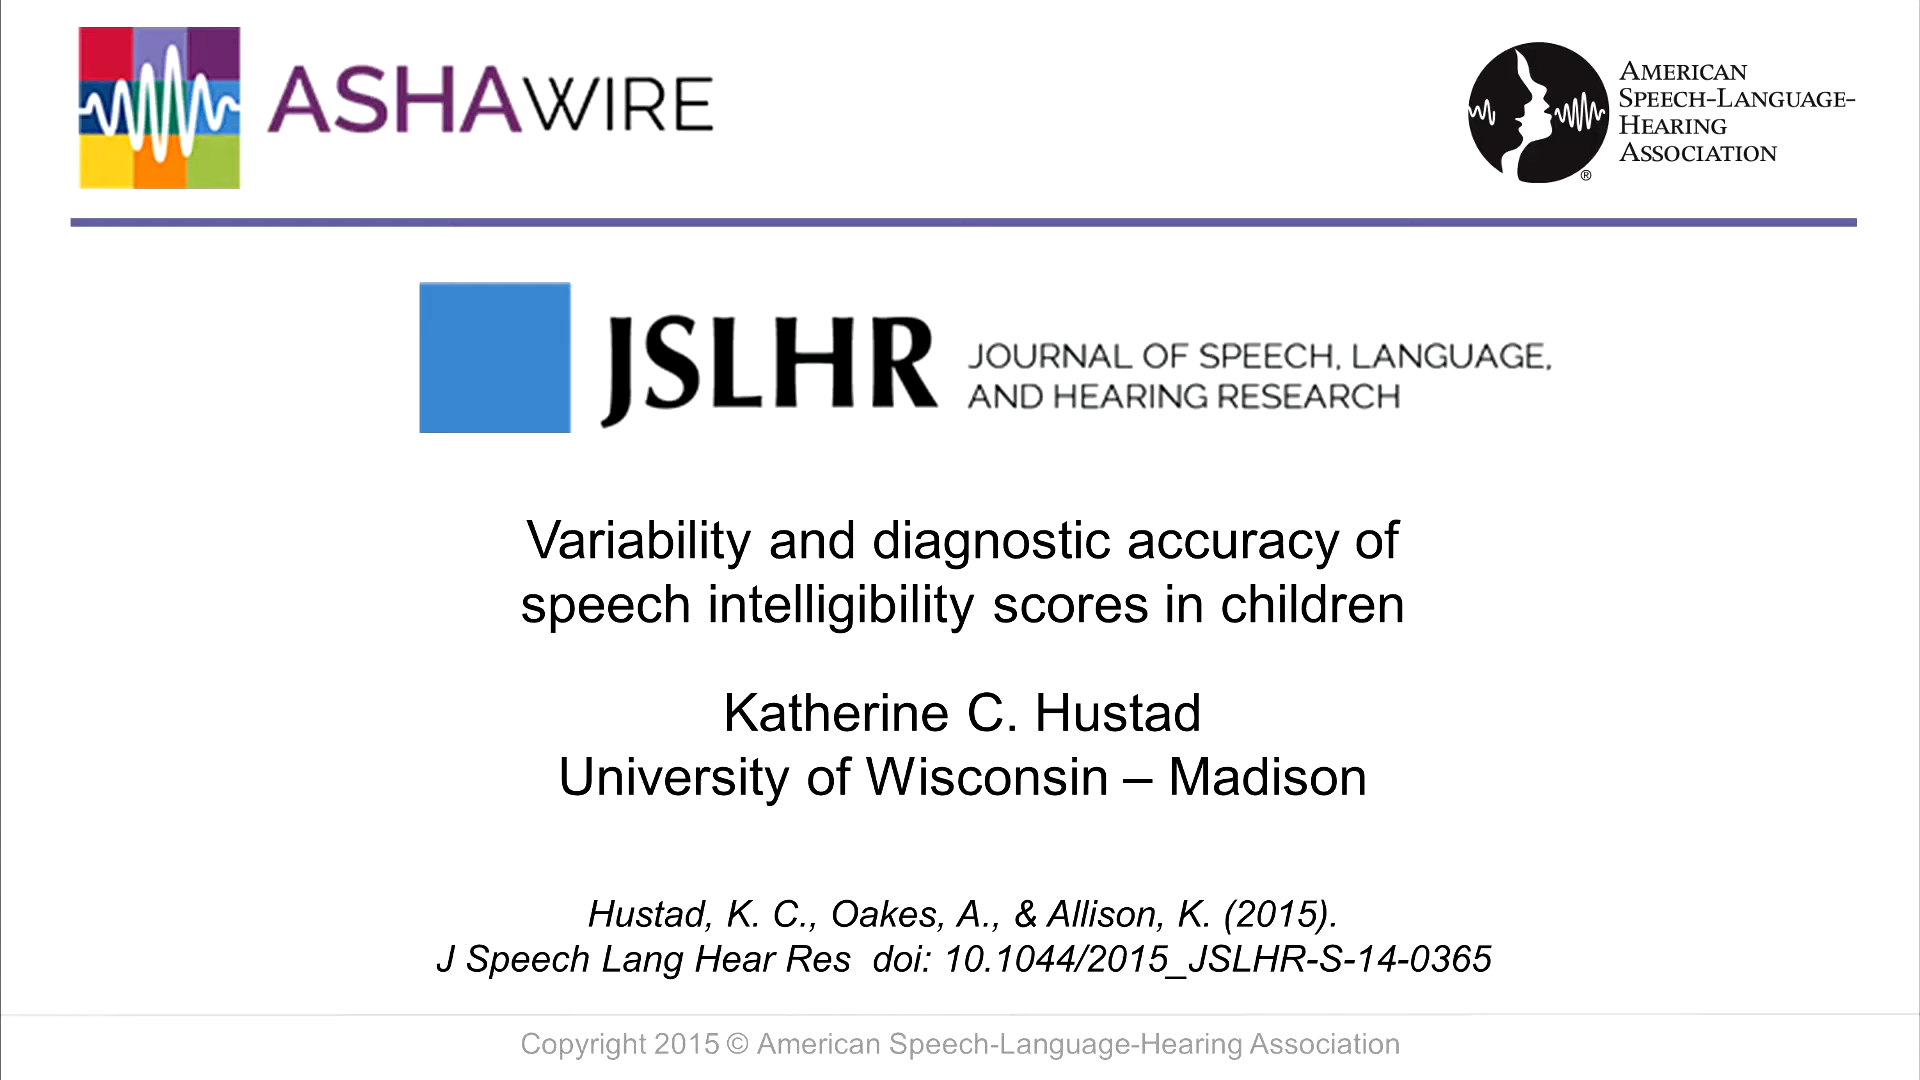 ASHAWIRE
AMERICAN
SPEECH-LANGUAGE-
HEARING
ASSOCIATION
®
JSLHR
JOURNAL OF SPEECH, LANGUAGE,
AND HEARING RESEARCH
Variability and diagnostic accuracy of
speech intelligibility scores in children
Katherine C. Hustad
University of Wisconsin – Madison
Hustad, K. C., Oakes, A., & Allison, K. (2015).
J Speech Lang Hear Res  doi: 10.1044/2015_JSLHR-S-14-0365
Copyright 2015 © American Speech-Language-Hearing Association